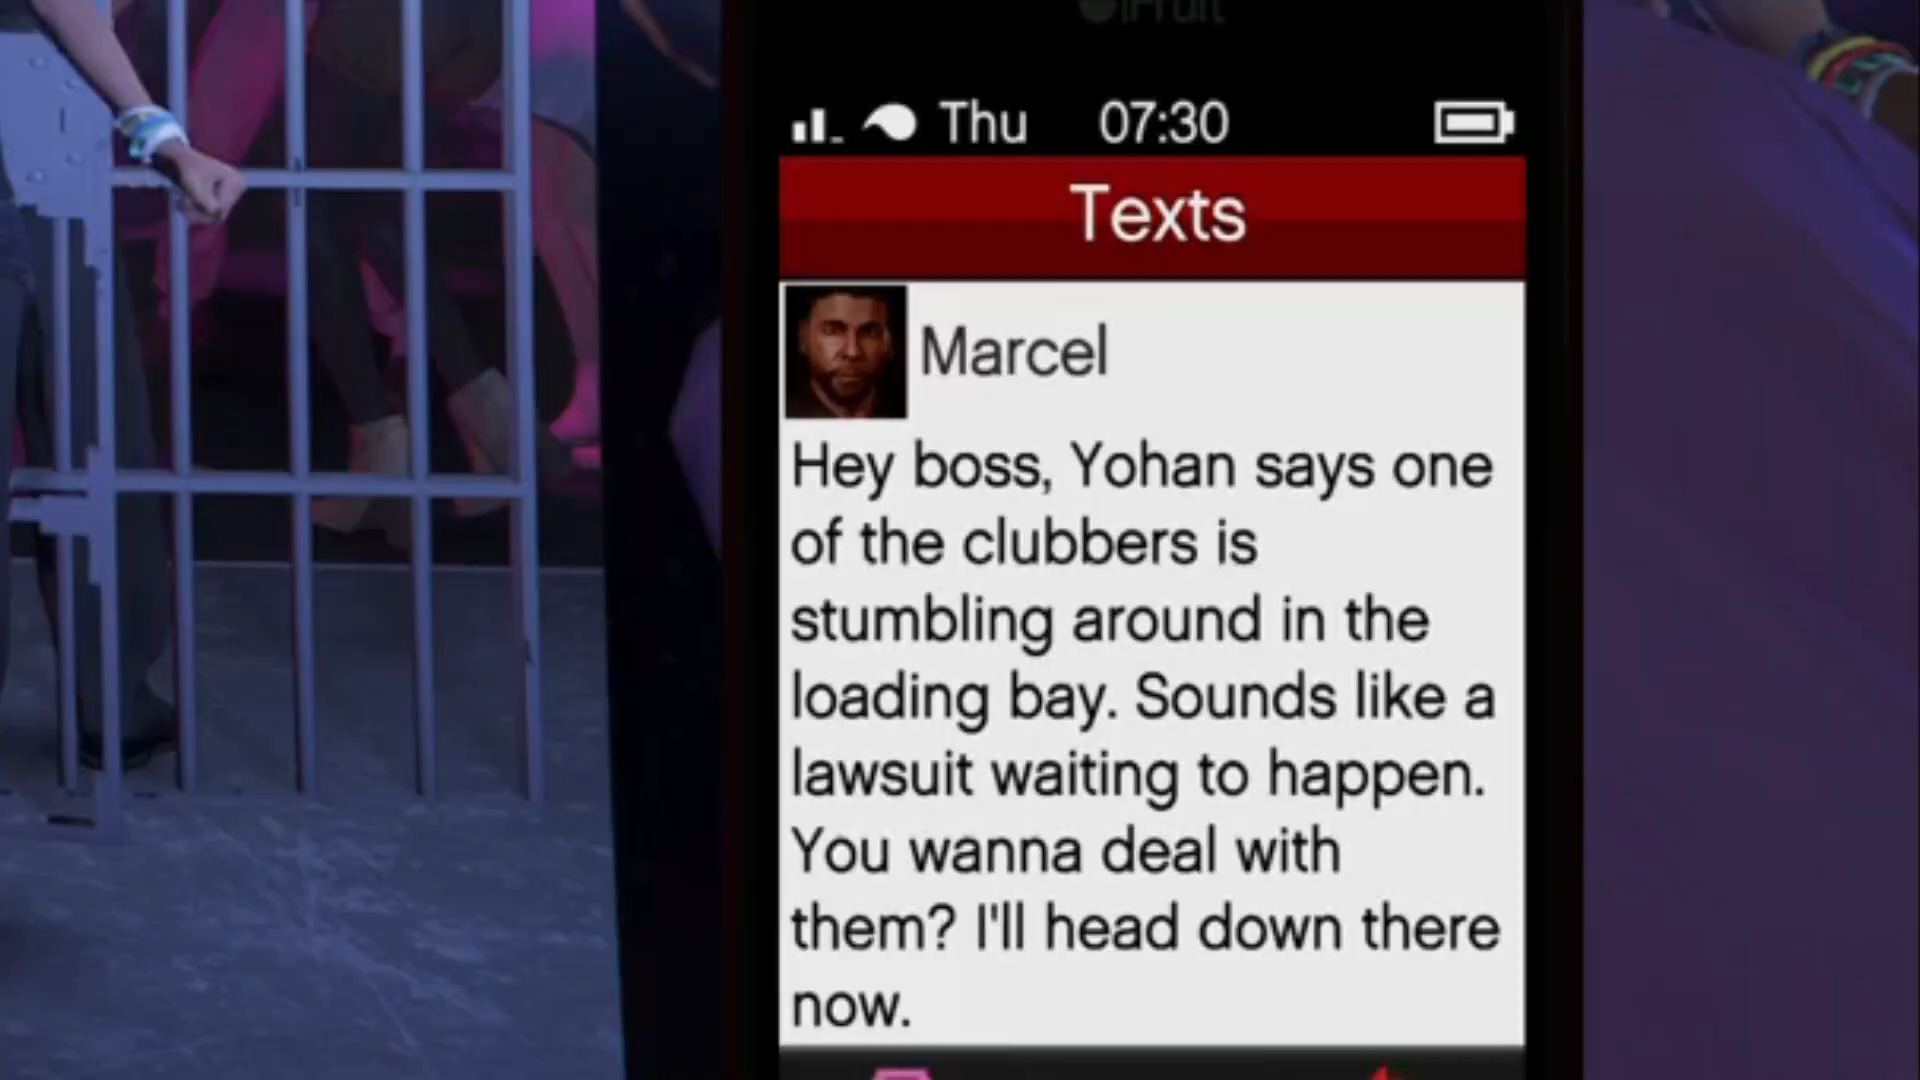 iFruit
Thu 07:30
Texts
Marcel
Hey boss, Yohan says one
of the clubbers is
stumbling around in the
loading bay. Sounds like a
lawsuit waiting to happen.
You wanna deal with
them? I'll head down there
now.